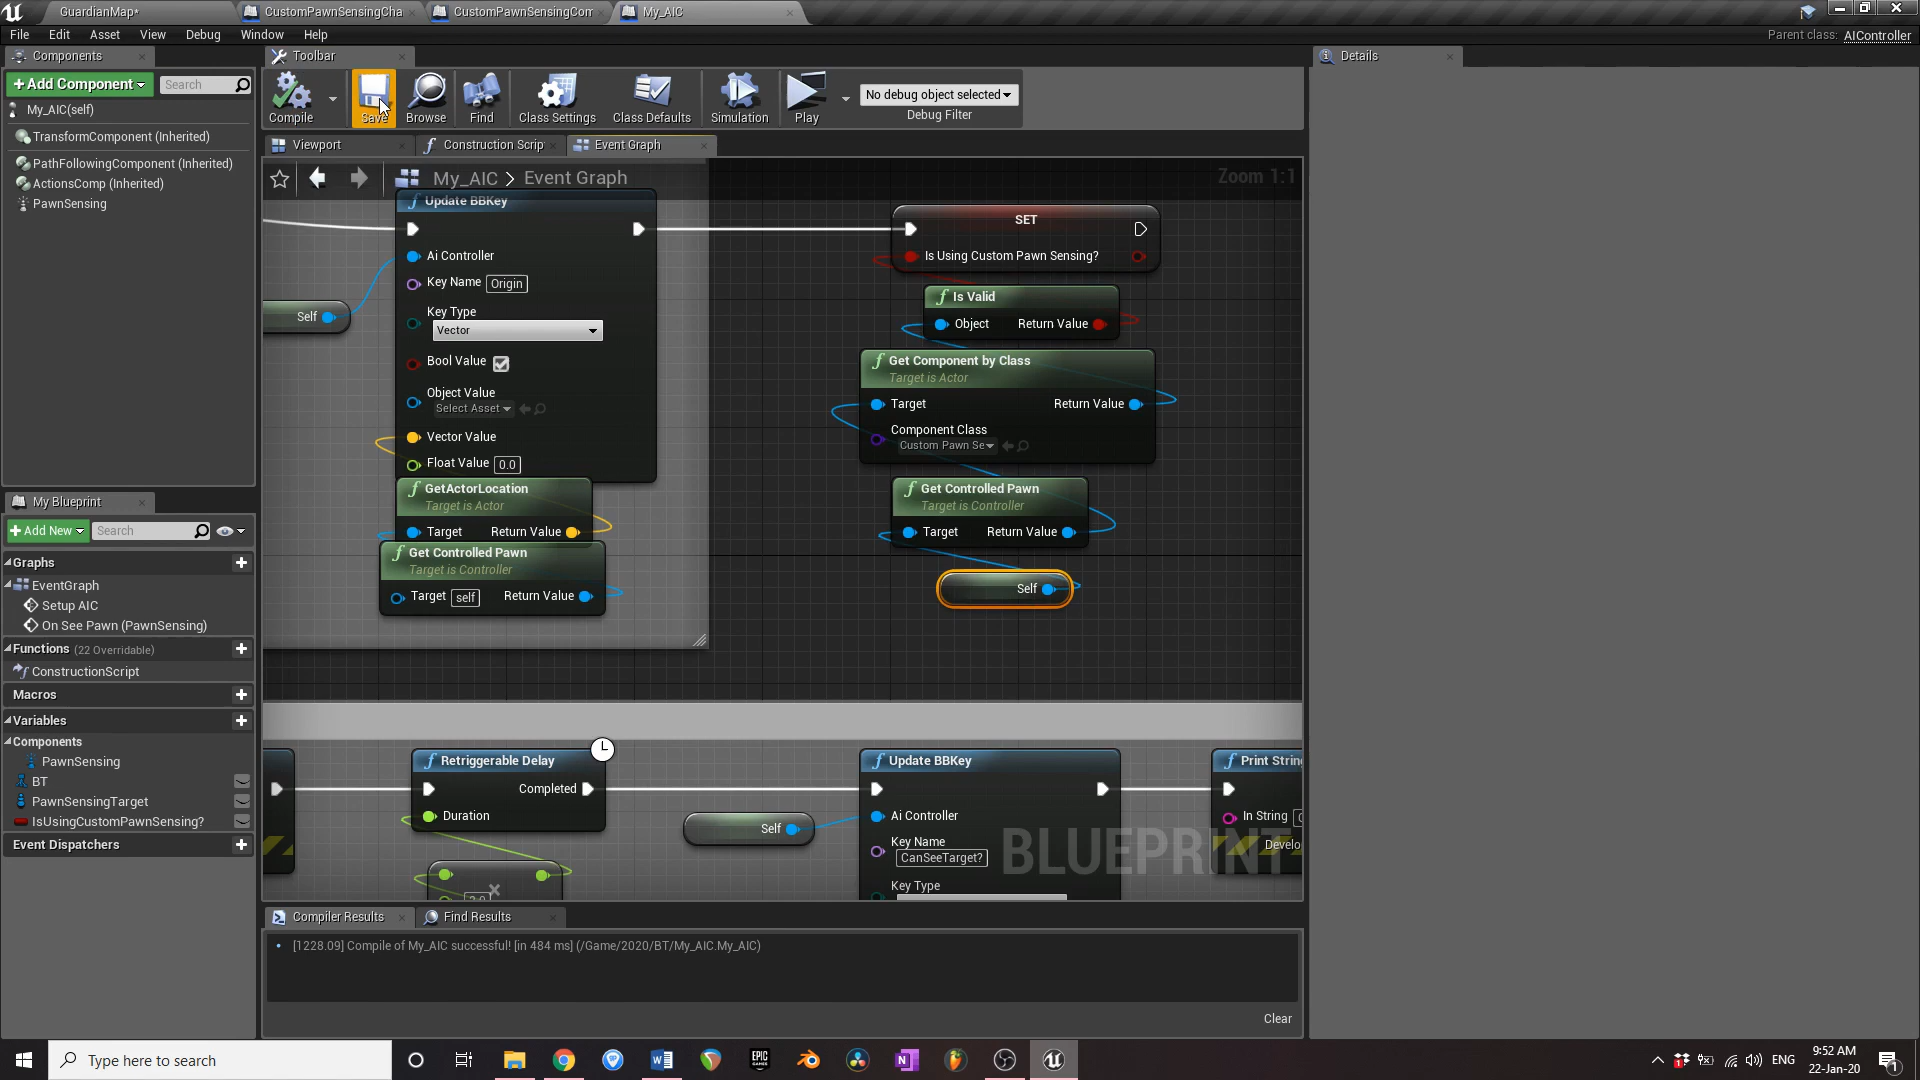 GuardianMap*
CustomPawnSensingCha
CustomPawnSensingCom
My_AIC
File Edit Asset View Debug Window Help
Parent class: AIController
Components
Toolbar
Details
+ Add Component
Search
My_AIC(self)
TransformComponent (Inherited)
PathFollowingComponent (Inherited)
ActionsComp (Inherited)
PawnSensing
Compile
Save
Browse
Find
Class Settings
Class Defaults
Simulation
Play
No debug object selected
Debug Filter
Viewport
Construction Scrip
Event Graph
My_AIC > Event Graph
Zoom 1:1
Update BBKey
Ai Controller
Key Name Origin
Key Type
Vector
Bool Value
Object Value
Select Asset
Vector Value
Float Value 0.0
Self
GetActorLocation
Target is Actor
Target Return Value
Get Controlled Pawn
Target is Controller
Target self Return Value
SET
Is Using Custom Pawn Sensing?
Is Valid
Object Return Value
Get Component by Class
Target is Actor
Target Return Value
Component Class
Custom Pawn Se
Get Controlled Pawn
Target is Controller
Target Return Value
Self
My Blueprint
+ Add New
Search
Graphs
EventGraph
Setup AIC
On See Pawn (PawnSensing)
Functions (22 Overridable)
ConstructionScript
Macros
Variables
Components
PawnSensing
BT
PawnSensingTarget
IsUsingCustomPawnSensing?
Event Dispatchers
Retriggerable Delay
Completed
Duration
Self
Update BBKey
Ai Controller
Key Name
CanSeeTarget?
Key Type
Print Strin
In String
Develo
BLUEPRINT
Compiler Results
Find Results
[1228.09] Compile of My_AIC successful! [in 484 ms] (/Game/2020/BT/My_AIC.My_AIC)
Clear
Type here to search
EPIC GAMES
ENG
9:52 AM
22-Jan-20
1